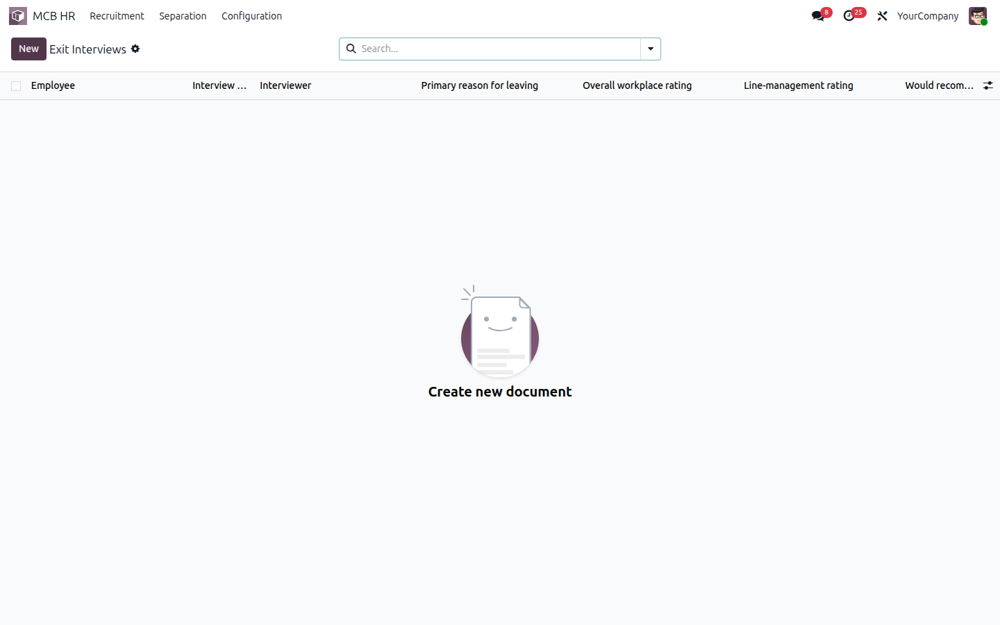 MCB HR Recruitment Separation Configuration 8 25 YourCompany
New Exit Interviews Search...
Employee Interview ... Interviewer Primary reason for leaving Overall workplace rating Line-management rating Would recom...
Create new document